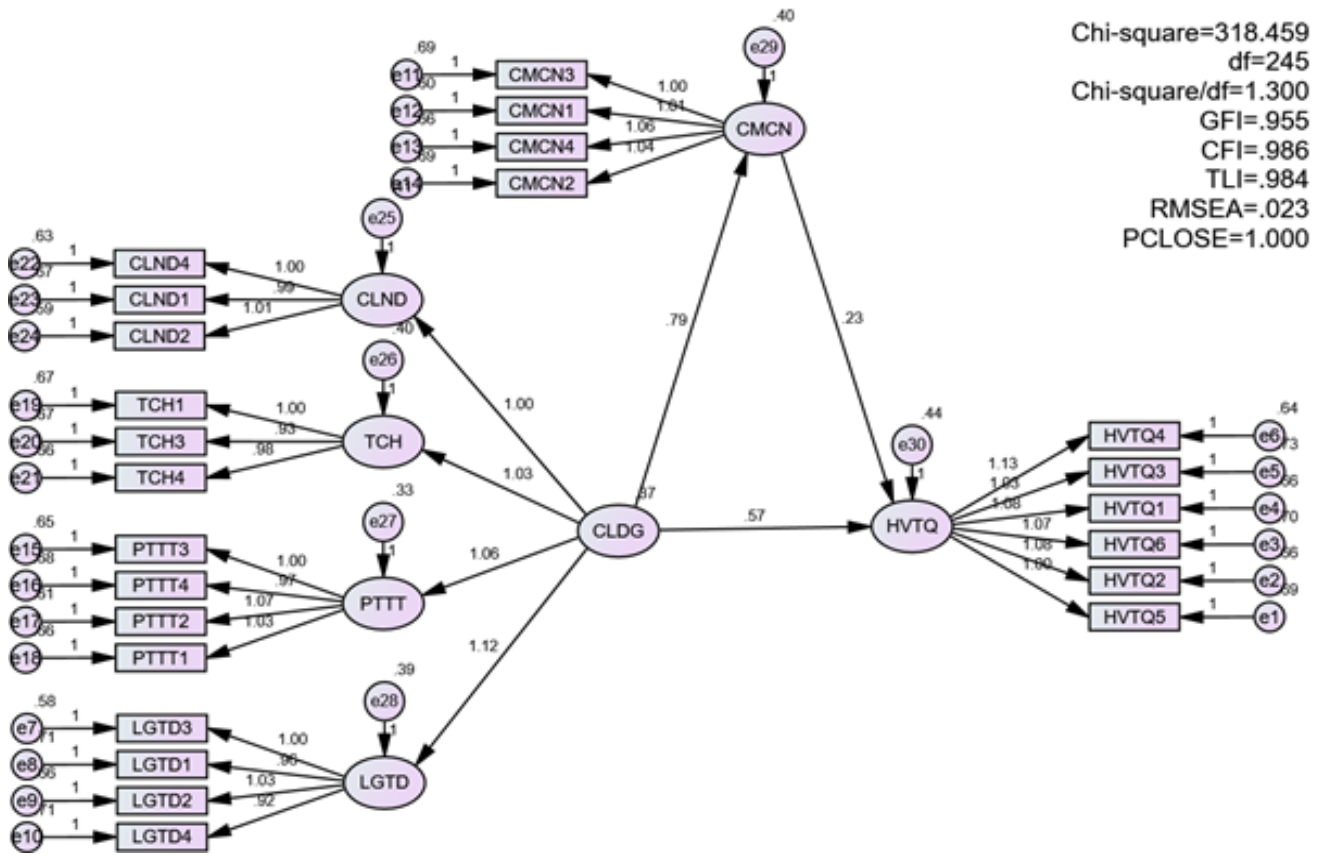 Chi-square=318.459
df=245
Chi-square/df=1.300
GFI=.955
CFI=.986
TLI=.984
RMSEA=.023
PCLOSE=1.000
.40
e29
1
CMCN
.69
e11 1 CMCN3 1.00
e12 1 CMCN1 1.01
e13 1 CMCN4 1.06
1 CMCN2 1.04
e25
1
CLND
.63
e22 1 CLND4 1.00
e23 1 CLND1 .99
e24 1 CLND2 1.01
.40
e26
1
TCH
.67
e19 1 TCH1 1.00
e20 1 TCH3 .93
e21 1 TCH4 .98
.33
e27
1
PTTT
.65
e15 1 PTTT3 1.00
e16 1 PTTT4 .97
e17 1 PTTT2 1.07
e18 1 PTTT1 1.03
.39
e28
1
LGTD
.58
e7 1 LGTD3 1.00
e8 1 LGTD1
e9 1 LGTD2 1.03
e10 1 LGTD4 .92
.79
.23
1.00
1.03
1.06
1.12
CLDG
.57
.44
e30
1
HVTQ
.64
1.13 HVTQ4 1 e6
HVTQ3 1 e5
HVTQ1 1 e4
1.07 HVTQ6 1 e3
1.08 HVTQ2 1 e2
1.00 HVTQ5 1 e1